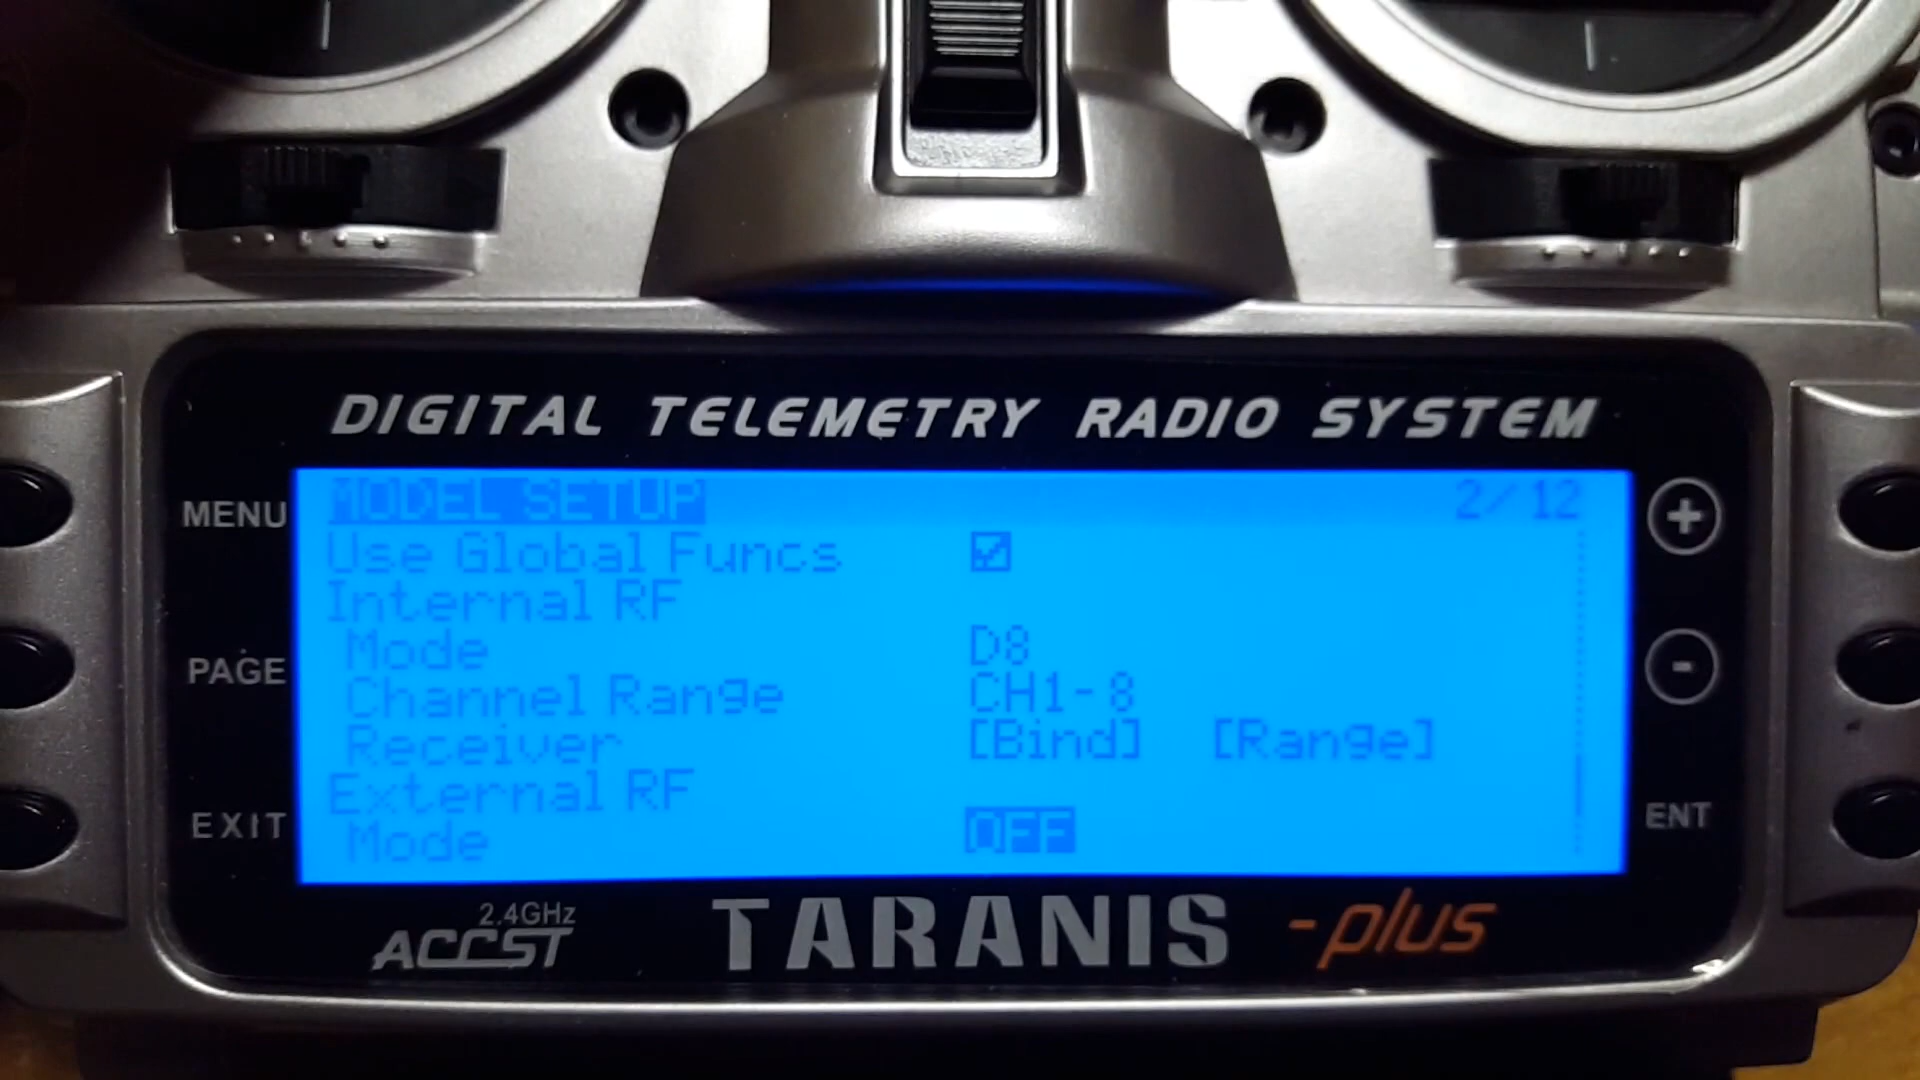 DIGITAL TELEMETRY RADIO SYSTEM
MENU
PAGE
EXIT
MODEL SETUP 2/12
Use Global Funcs
Internal RF
Mode D8
Channel Range CH1-8
Receiver [Bind] [Range]
External RF
Mode OFF
+
-
ENT
2.4GHz
ACCST
TARANIS -plus